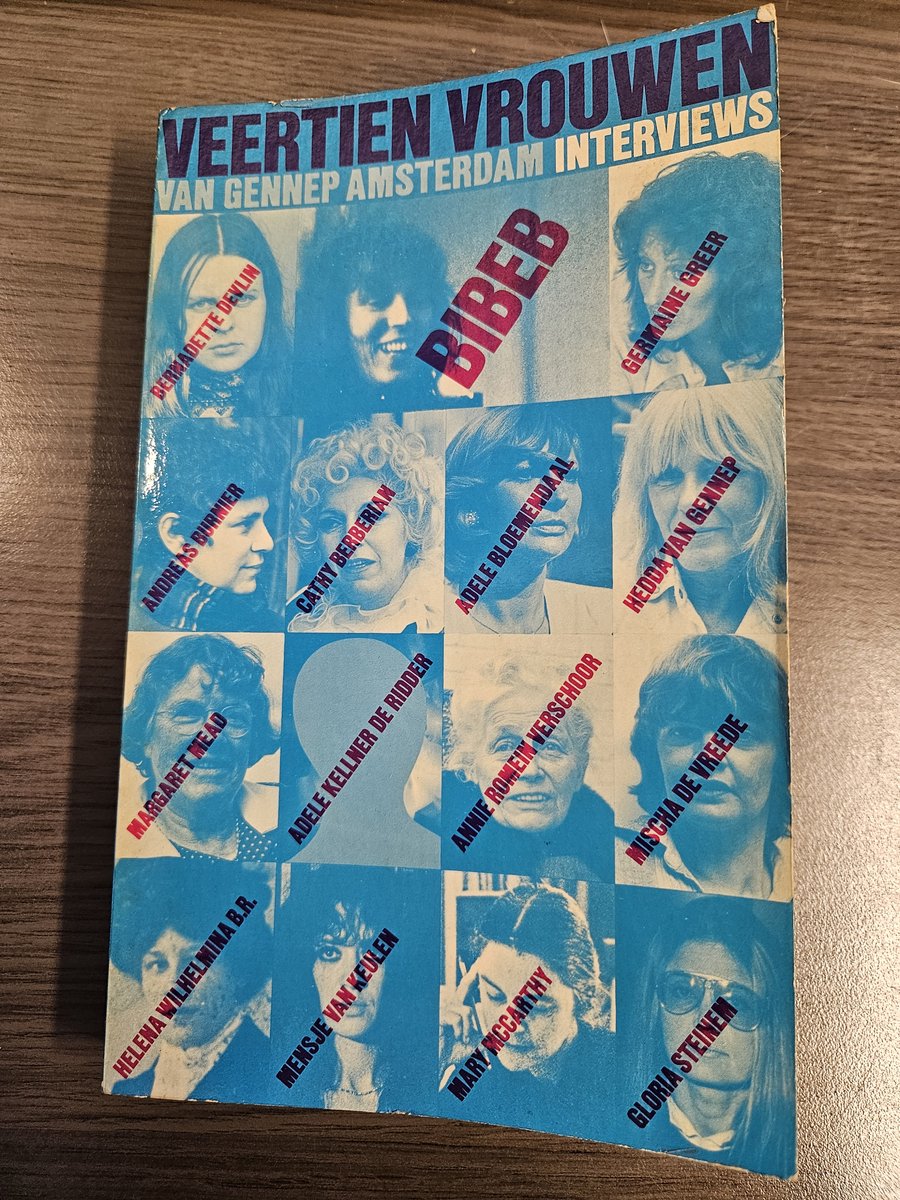 VEERTIEN VROUWEN
VAN GENNEP AMSTERDAM INTERVIEWS
BERNADETTE DEVLIN
BIBEB
GERMAINE GREER
ANDREAS BURNIER
CATHY BERBERIAN
ADELE BLOEMENDAAL
HEDDA VAN GENNEP
MARGARET MEAD
ADELE KELLNER DE RIDDER
ANNIE ROMEIN VERSCHOOR
MISCHA DE VREEDE
HELENA WILHELMINA B.R.
MENSJE VAN KEULEN
MARY MCCARTHY
GLORIA STEINEM